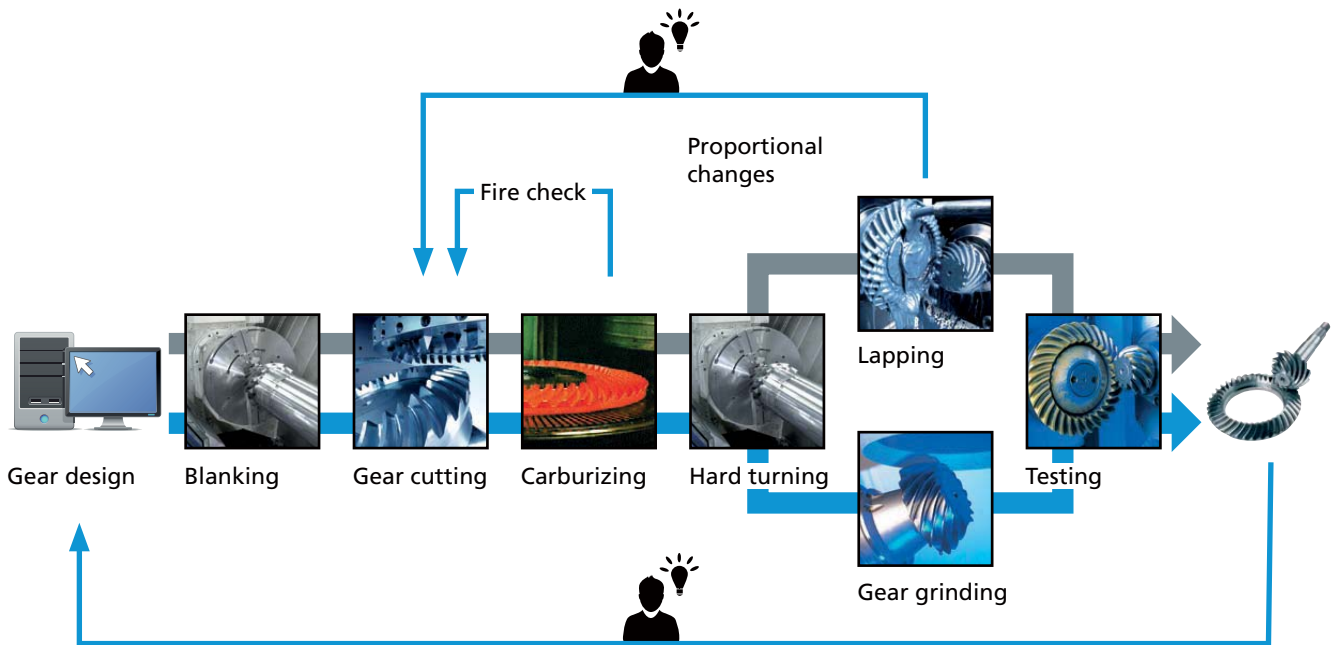 Proportional
changes
Fire check
Lapping
Gear design
Blanking
Gear cutting
Carburizing
Hard turning
Testing
Gear grinding